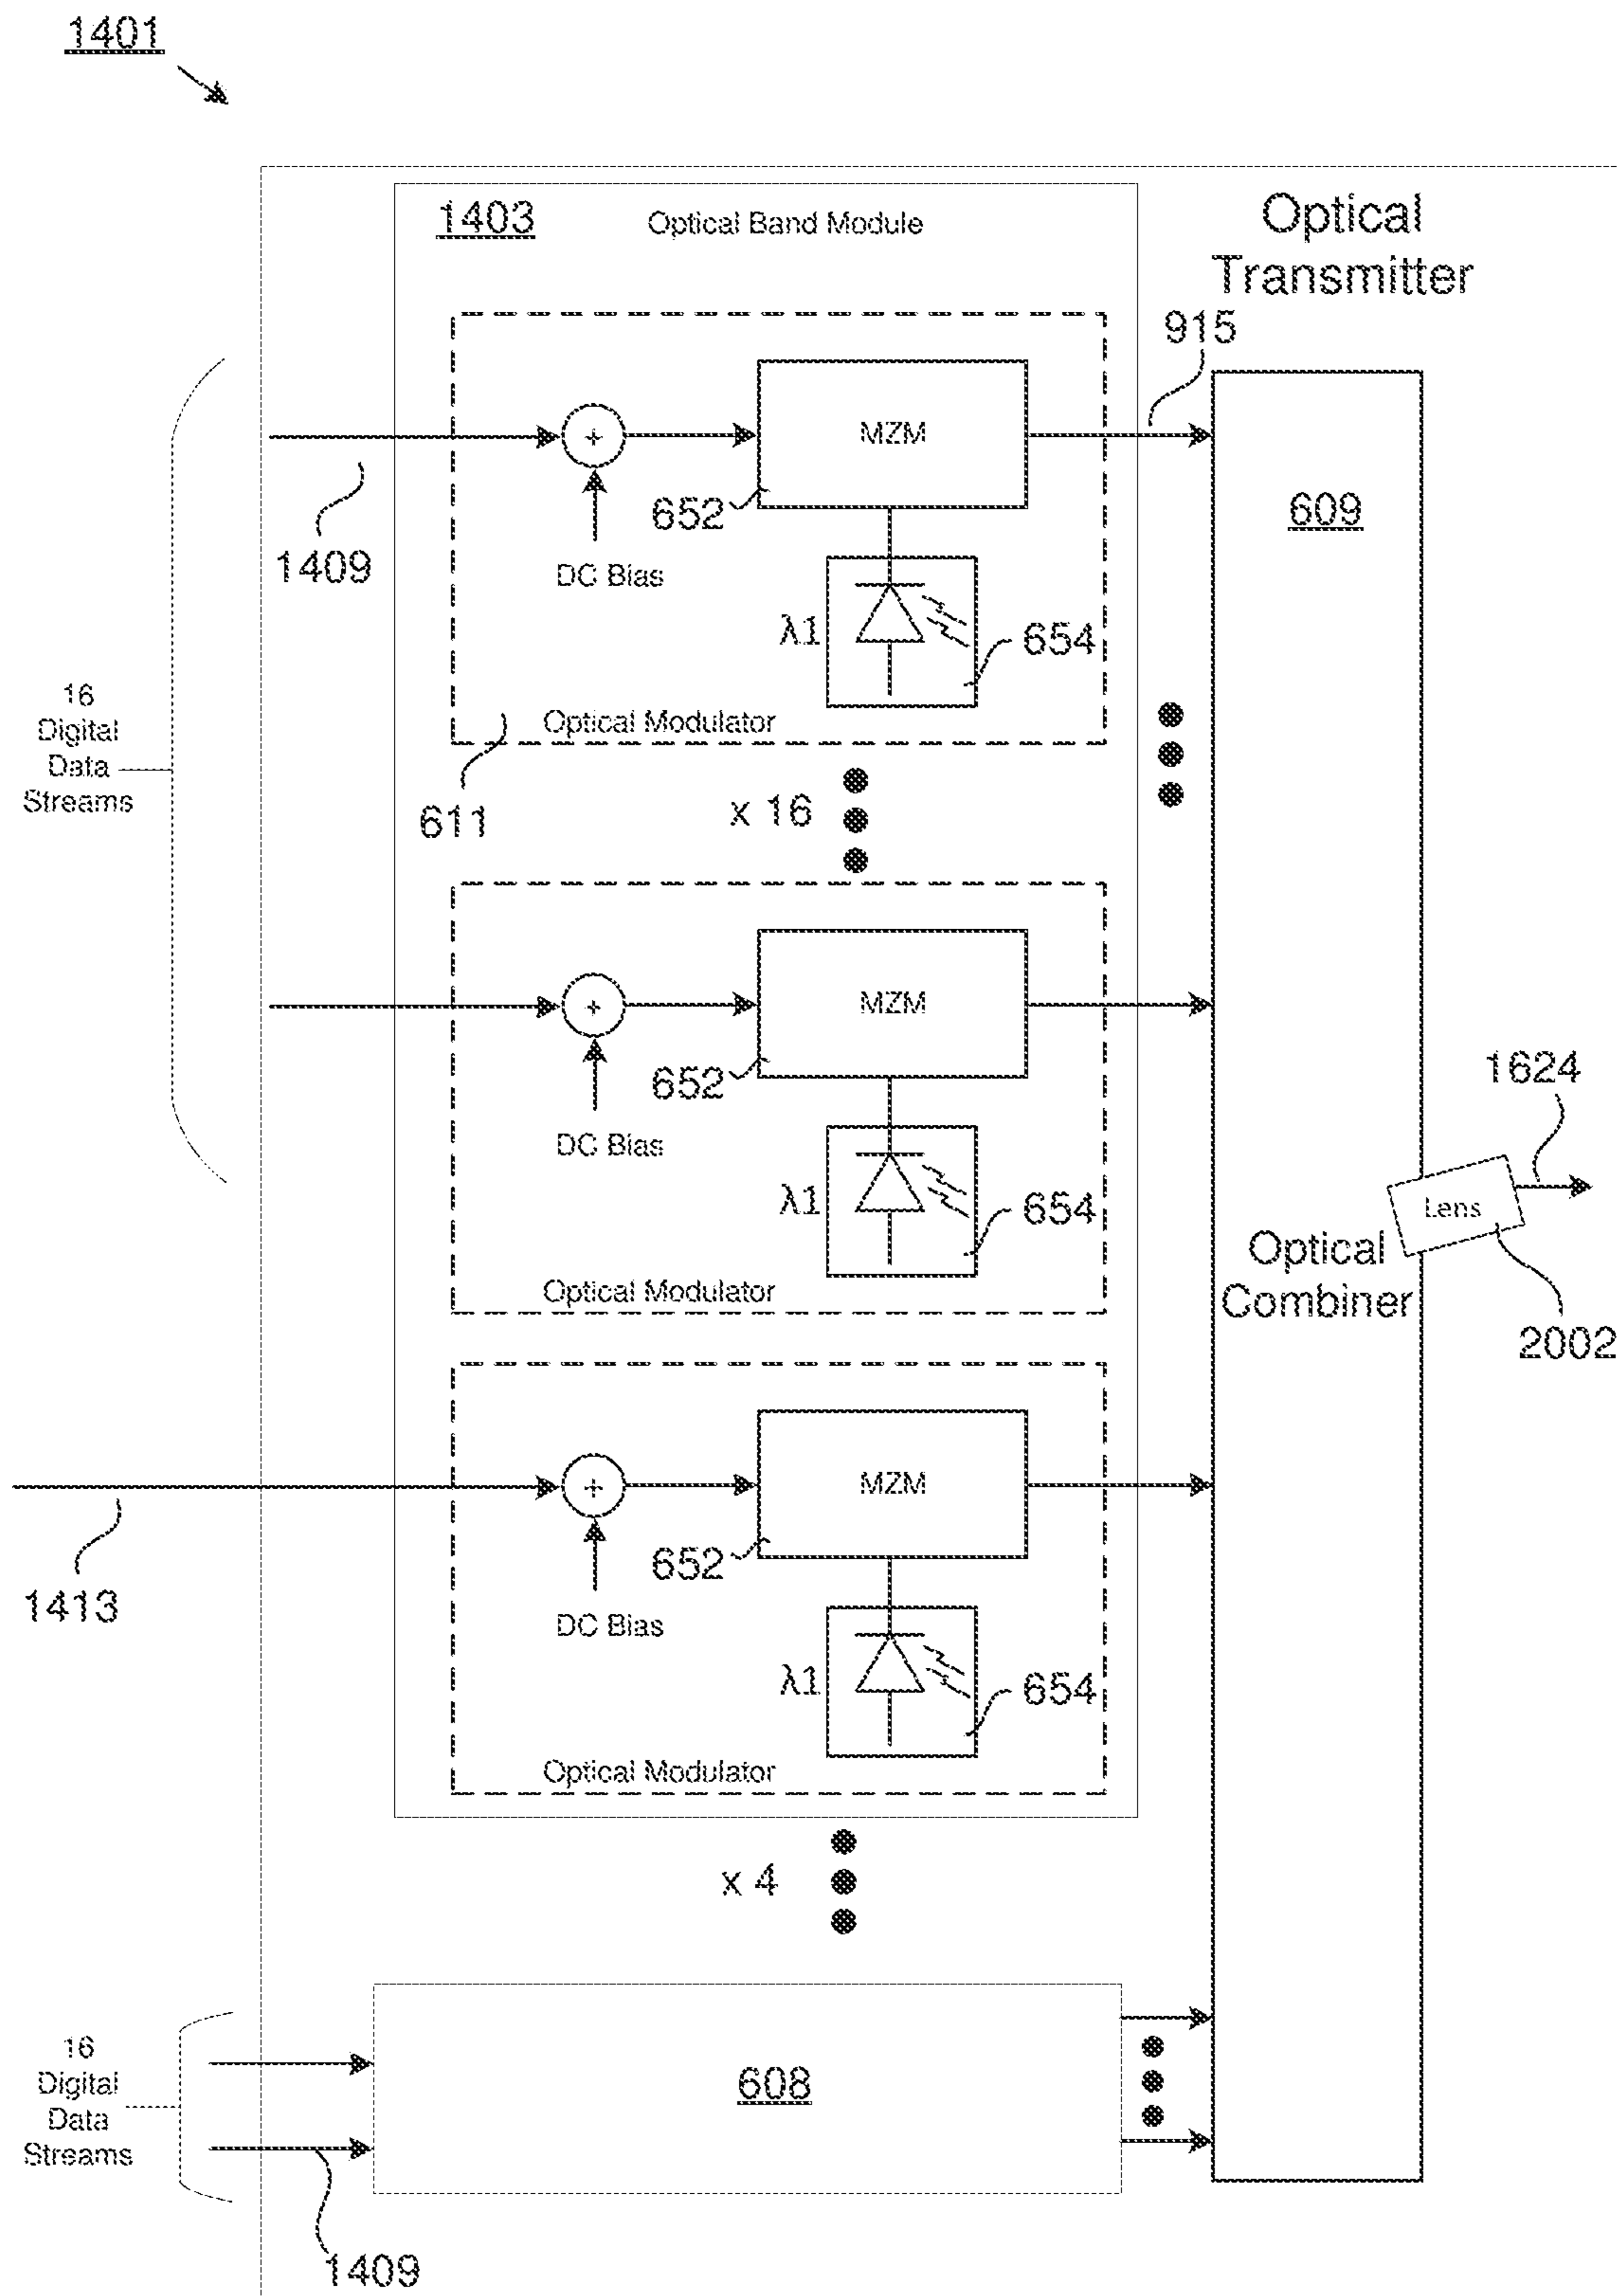 1401
1403
Optical Band Module
Optical
Transmitter
915
+
MZM
652
609
1409
DC Bias
λ1
654
16
Digital
Data
Streams
Optical Modulator
611
x 16
+
MZM
652
1624
DC Bias
λ1
654
Lens
Optical
Combiner
Optical Modulator
2002
+
MZM
652
1413
DC Bias
λ1
654
Optical Modulator
x 4
16
Digital
Data
Streams
608
1409